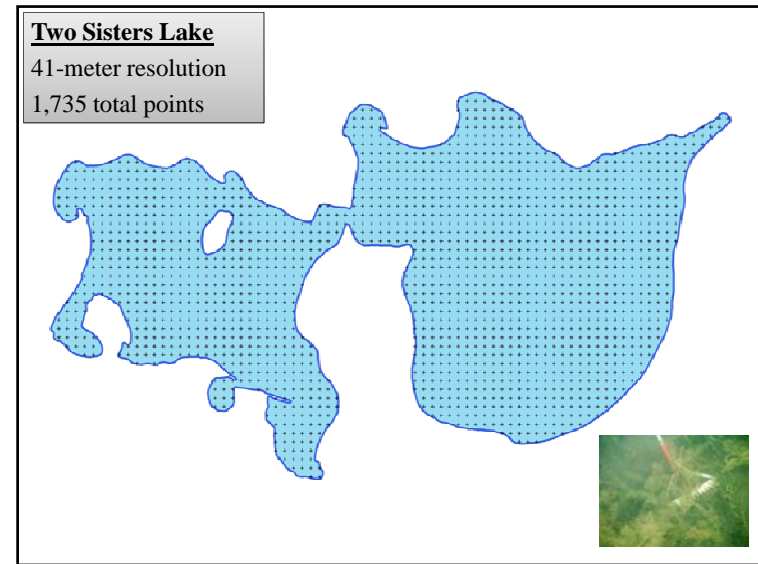 Two Sisters Lake
41-meter resolution
1,735 total points